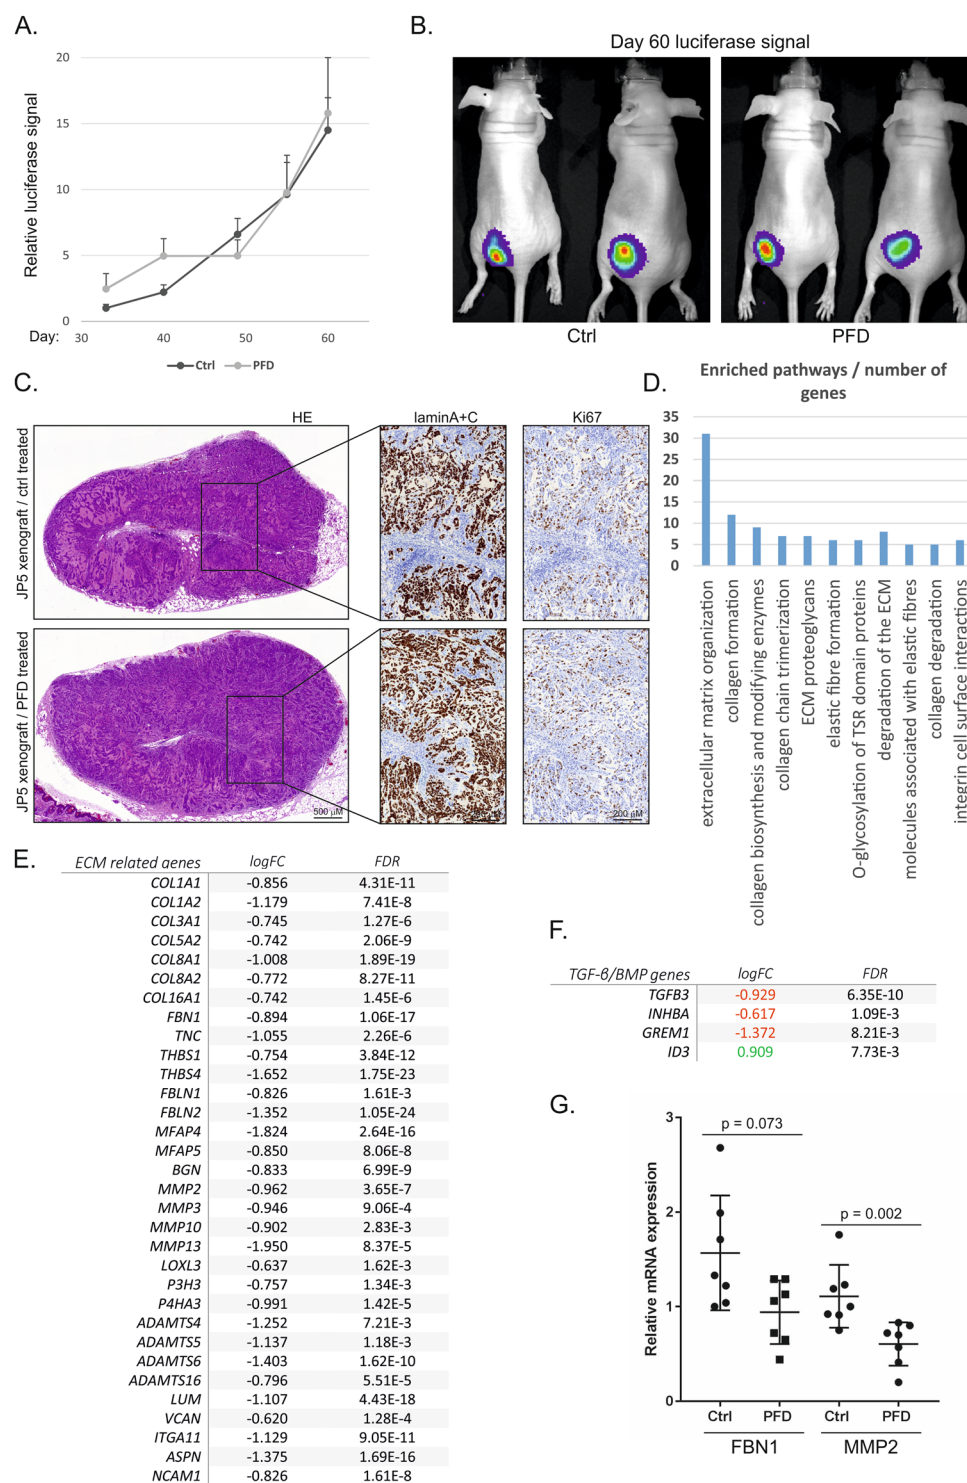 A.
20
15
10
5
0
Relative luciferase signal
Day: 30 40 50 60
Ctrl PFD
B.
Day 60 luciferase signal
Ctrl PFD
C.
HE laminA+C Ki67
JP5 xenograft / ctrl treated
JP5 xenograft / PFD treated
500 µM
200 µM
D.
Enriched pathways / number of
genes
35
30
25
20
15
10
5
0
extracellular matrix organization
collagen formation
collagen biosynthesis and modifying enzymes
collagen chain trimerization
ECM proteoglycans
elastic fibre formation
O-glycosylation of TSR domain proteins
degradation of the ECM
molecules associated with elastic fibres
collagen degradation
integrin cell surface interactions
E.
ECM related genes logFC FDR
COL1A1 -0.856 4.31E-11
COL1A2 -1.179 7.41E-8
COL3A1 -0.745 1.27E-6
COL5A2 -0.742 2.06E-9
COL8A1 -1.008 1.89E-19
COL8A2 -0.772 8.27E-11
COL16A1 -0.742 1.45E-6
FBN1 -0.894 1.06E-17
TNC -1.055 2.26E-6
THBS1 -0.754 3.84E-12
THBS4 -1.652 1.75E-23
FBLN1 -0.826 1.61E-3
FBLN2 -1.352 1.05E-24
MFAP4 -1.824 2.64E-16
MFAP5 -0.850 8.06E-8
BGN -0.833 6.99E-9
MMP2 -0.962 3.65E-7
MMP3 -0.946 9.06E-4
MMP10 -0.902 2.83E-3
MMP13 -1.950 8.37E-5
LOXL3 -0.637 1.62E-3
P3H3 -0.757 1.34E-3
P4HA3 -0.991 1.42E-5
ADAMTS4 -1.252 7.21E-3
ADAMTS5 -1.137 1.18E-3
ADAMTS6 -1.403 1.62E-10
ADAMTS16 -0.796 5.51E-5
LUM -1.107 4.43E-18
VCAN -0.620 1.28E-4
ITGA11 -1.129 9.05E-11
ASPN -1.375 1.69E-16
NCAM1 -0.826 1.61E-8
F.
TGF-β/BMP genes logFC FDR
TGFB3 -0.929 6.35E-10
INHBA -0.617 1.09E-3
GREM1 -1.372 8.21E-3
ID3 0.909 7.73E-3
G.
Relative mRNA expression
3
2
1
0
p = 0.073
p = 0.002
Ctrl PFD Ctrl PFD
FBN1 MMP2